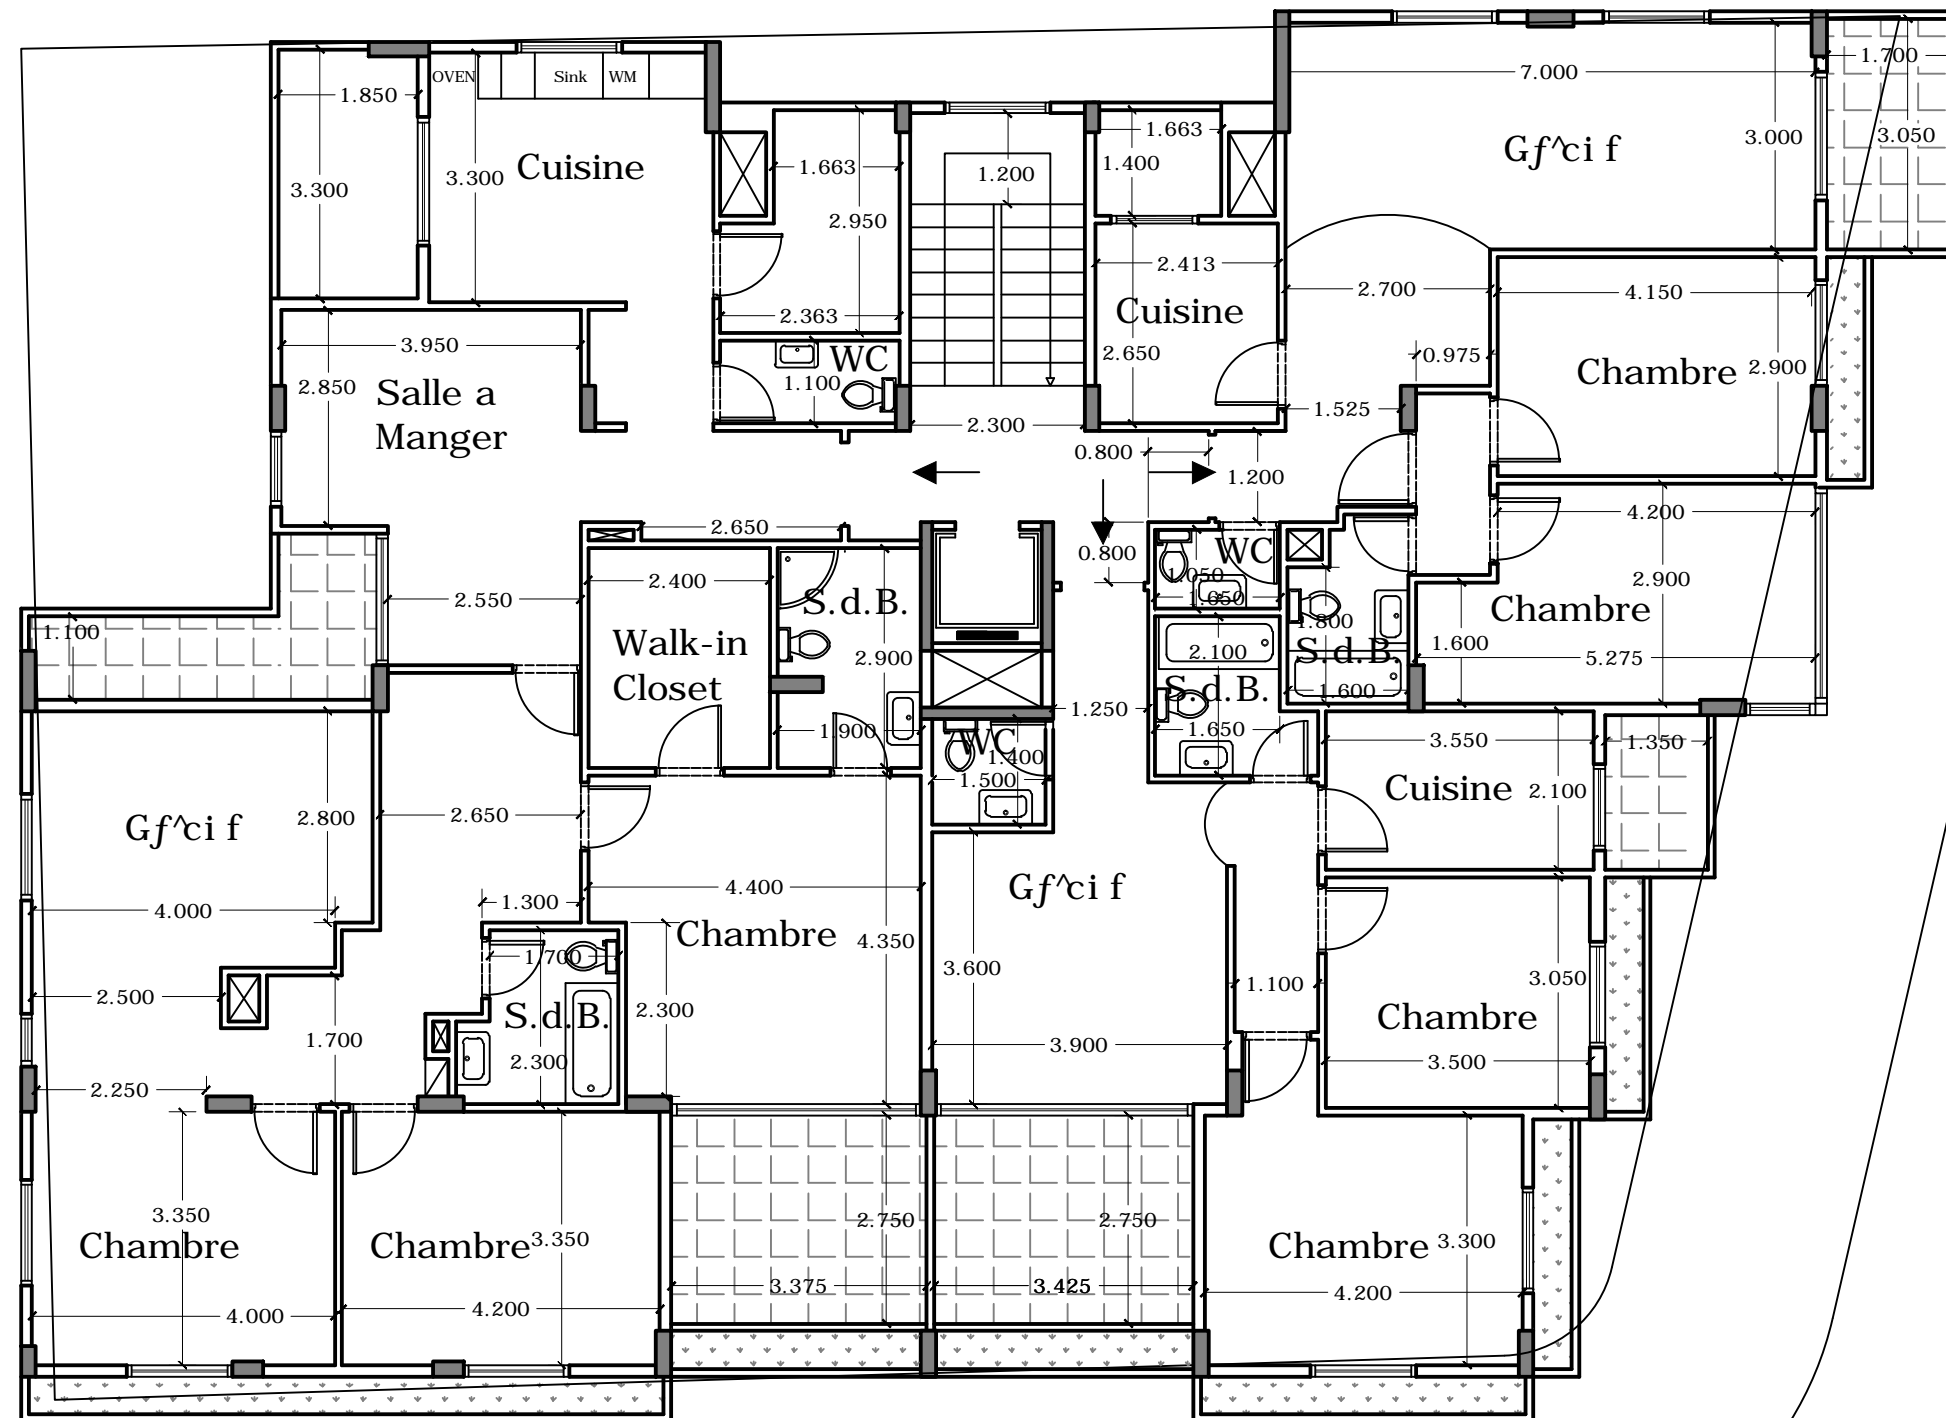 7.000
1.700
OVEN
Sink
WM
1.850
1.663
3.000
3.050
Gƒ^ci f
1.400
Cuisine
3.300
3.300
1.663
1.200
2.950
2.413
2.700
4.150
Cuisine
2.363
3.950
WC
2.650
0.975
Chambre
2.900
2.850
Salle a
Manger
1.100
1.525
2.300
0.800
1.200
4.200
2.650
0.800
WC
1.050
1.650
2.400
S.d.B.
2.900
Chambre
2.550
1.100
Walk-in
Closet
2.900
2.100
1.800
S.d.B.
1.600
5.275
S.d.B.
1.600
1.250
1.900
WC
1.400
1.650
3.550
1.350
1.500
Cuisine
2.100
Gƒ^ci f
2.800
2.650
4.400
Gƒ^ci f
4.000
1.300
Chambre
4.350
1.700
3.600
3.050
2.500
1.100
2.300
S.d.B.
Chambre
1.700
3.900
2.300
3.500
2.250
3.350
Chambre
Chambre
3.350
2.750
2.750
Chambre
3.300
3.375
3.425
4.200
4.000
4.200